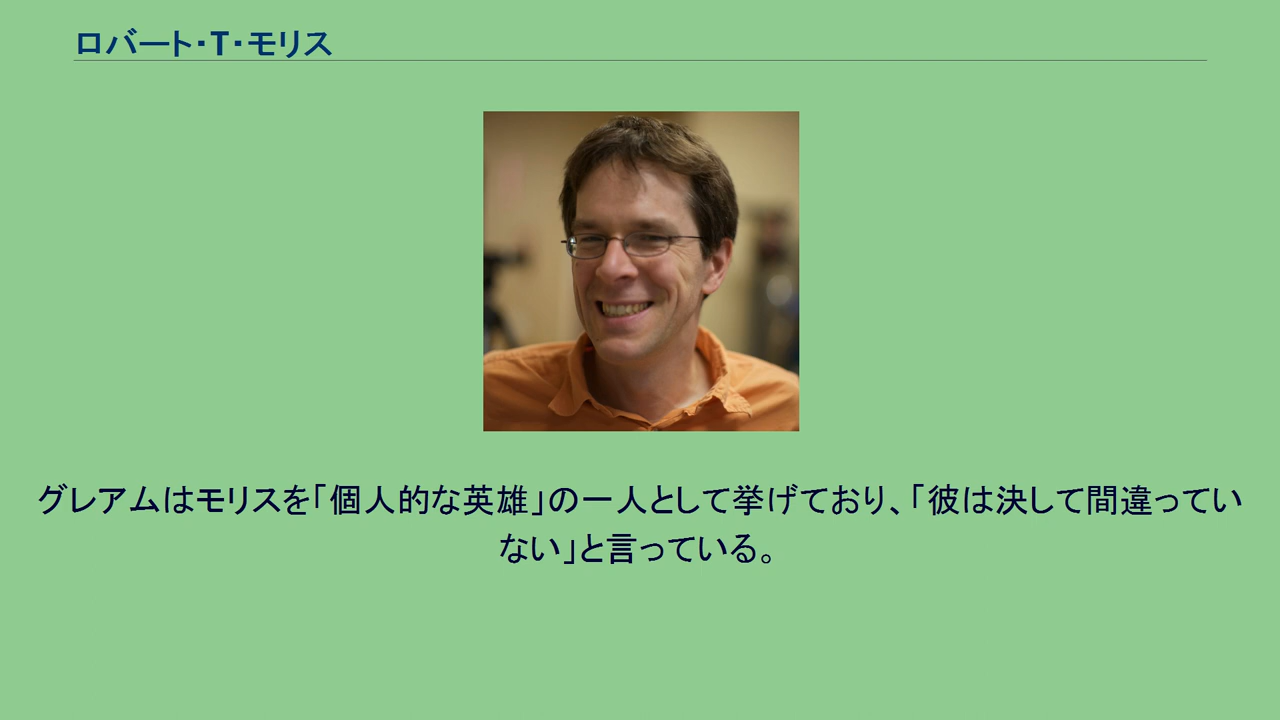 ロバート・T・モリス
グレアムはモリスを「個人的な英雄」の一人として挙げており、「彼は決して間違ってい
ない」と言っている。